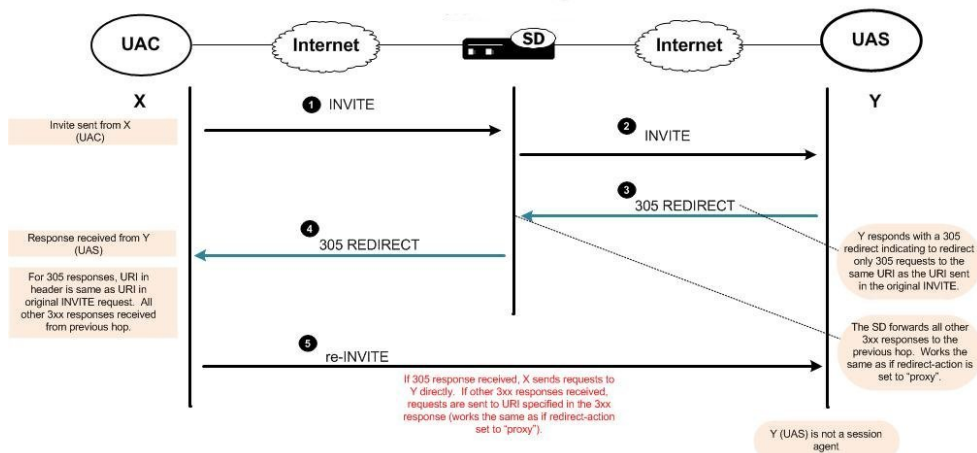 UAC
Internet
SD
Internet
UAS
X
Y
1 INVITE
Invite sent from X
(UAC)
2 INVITE
3
305 REDIRECT
4
305 REDIRECT
Response received from Y
(UAS)
Y responds with a 305
redirect indicating to redirect
only 305 requests to the
same URI as the URI sent
in the original INVITE.
For 305 responses, URI in
header is same as URI in
original INVITE request. All
other 3xx responses received
from previous hop.
The SD forwards all other
3xx responses to the
previous hop. Works the
same as if redirect-action is
set to “proxy”.
5
re-INVITE
If 305 response received, X sends requests to
Y directly. If other 3xx responses received,
requests are sent to URI specified in the 3xx
response (works the same as if redirect-action
set to “proxy”).
Y (UAS) is not a session
agent